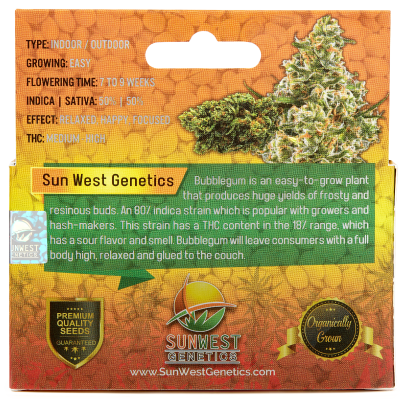 TYPE: INDOOR / OUTDOOR
GROWING: EASY
FLOWERING TIME: 7 TO 9 WEEKS
INDICA | SATIVA: 50% | 50%
EFFECT: RELAXED, HAPPY, FOCUSED
THC: MEDIUM, HIGH
Sun West Genetics
Bubblegum is an easy-to-grow plant
that produces huge yields of frosty and
resinous buds. An 80% indica strain which is popular with growers and
hash-makers. This strain has a THC content in the 18% range, which
has a sour flavor and smell. Bubblegum will leave consumers with a full
body high, relaxed and glued to the couch.
SUNWEST
GENETICS
PREMIUM
QUALITY
SEEDS
GUARANTEED
SUNWEST
GENETICS
www.SunWestGenetics.com
Organically
Grown